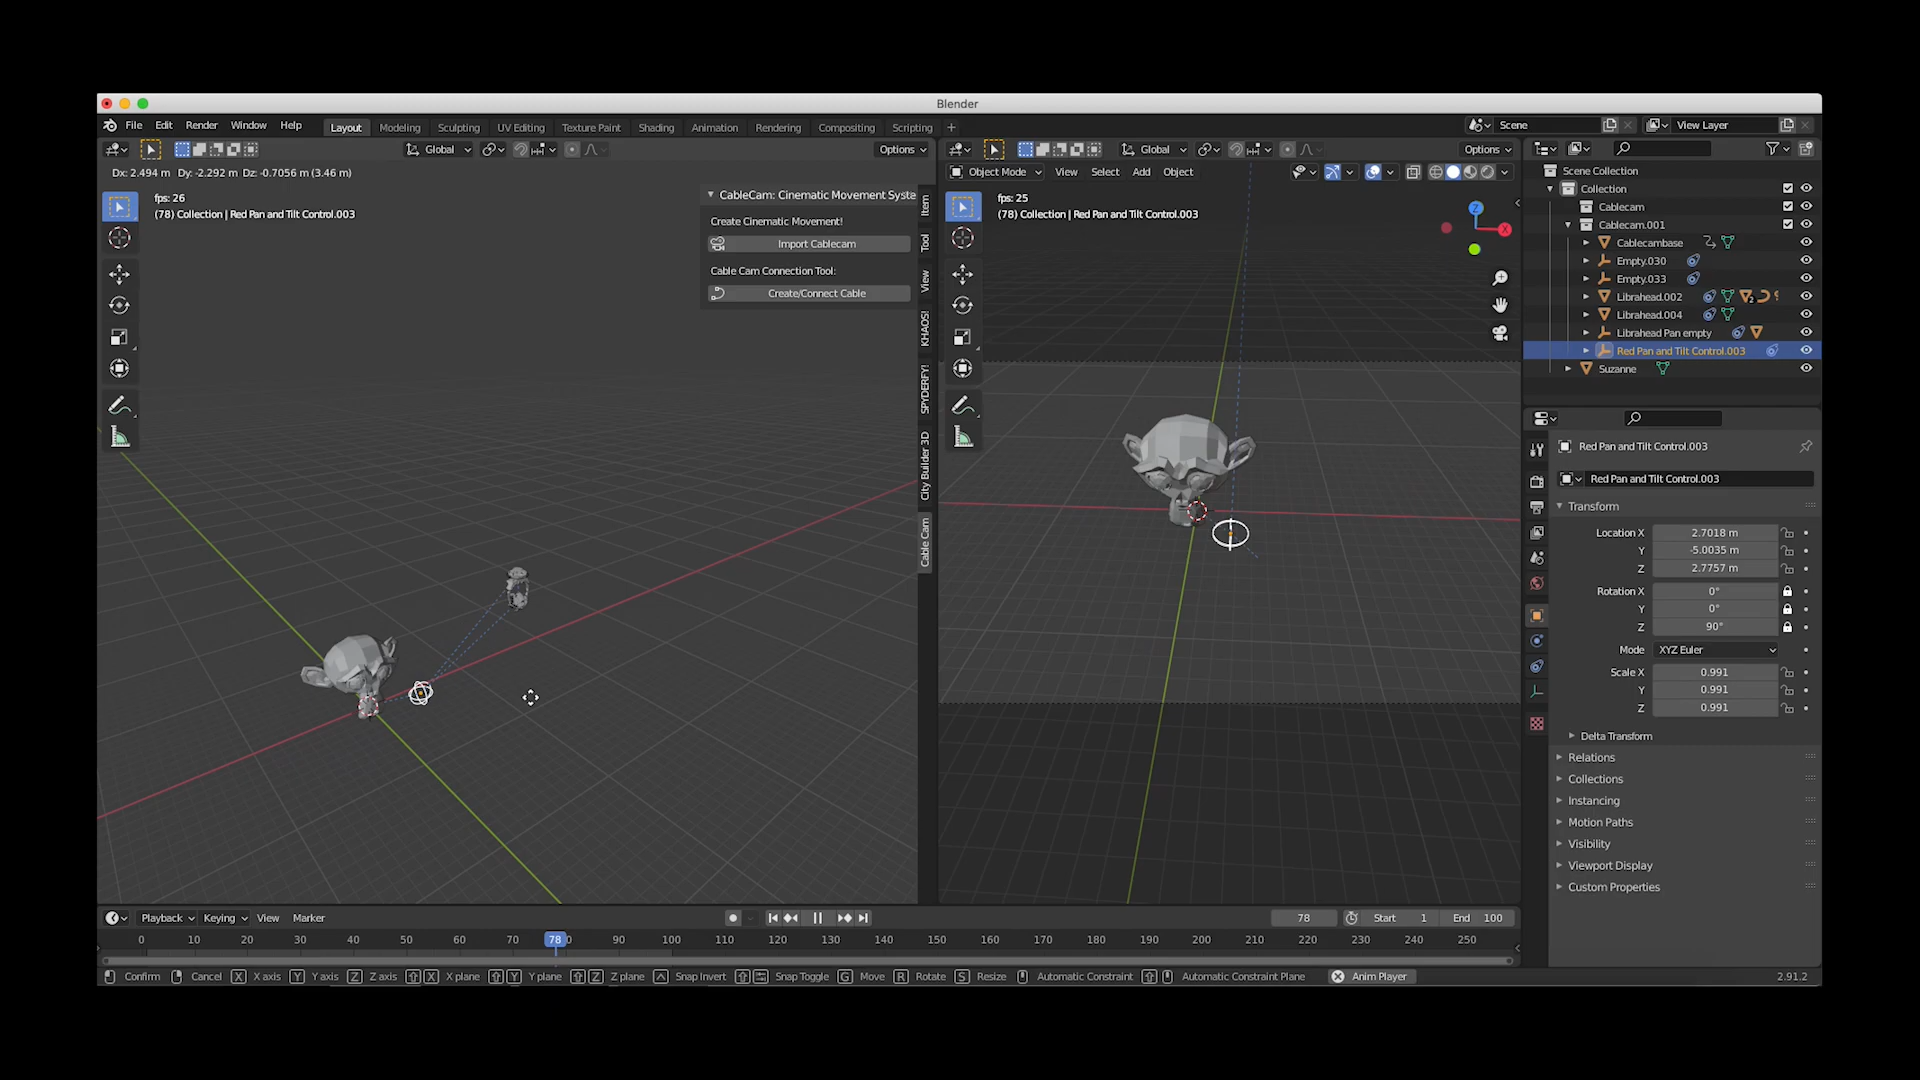 Blender
File Edit Render Window Help Layout Modeling Sculpting UV Editing Texture Paint Shading Animation Rendering Compositing Scripting + Scene View Layer
Global Options Global Options
Dx: 2.494 m Dy: -2.292 m Dz: -0.7056 m (3.46 m)
Object Mode View Select Add Object
fps: 26
(78) Collection | Red Pan and Tilt Control.003
CableCam: Cinematic Movement Syste
Create Cinematic Movement!
Import Cablecam
Cable Cam Connection Tool:
Create/Connect Cable
Item
Tool
View
KHAOS!
SPYDERFY!
City Builder 3D
Cable Cam
fps: 25
(78) Collection | Red Pan and Tilt Control.003
Z
X
Scene Collection
Collection
Cablecam
Cablecam.001
Cablecambase
Empty.030
Empty.033
Librahead.002
Librahead.004
Librahead Pan empty
Red Pan and Tilt Control.003
Suzanne
Red Pan and Tilt Control.003
Red Pan and Tilt Control.003
Transform
Location X 2.7018 m
Y -5.0035 m
Z 2.7757 m
Rotation X 0°
Y 0°
Z 90°
Mode XYZ Euler
Scale X 0.991
Y 0.991
Z 0.991
Delta Transform
Relations
Collections
Instancing
Motion Paths
Visibility
Viewport Display
Custom Properties
Playback Keying View Marker 78 Start 1 End 100
0 10 20 30 40 50 60 70 78 0 90 100 110 120 130 140 150 160 170 180 190 200 210 220 230 240 250
Confirm Cancel X X axis Y Y axis Z Z axis X X plane Y Y plane Z Z plane Snap Invert Snap Toggle G Move R Rotate S Resize Automatic Constraint Automatic Constraint Plane Anim Player 2.91.2